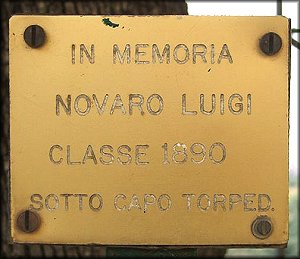 IN MEMORIA
NOVARO LUIGI
CLASSE 1890
SOTTO CAPO TORPED.